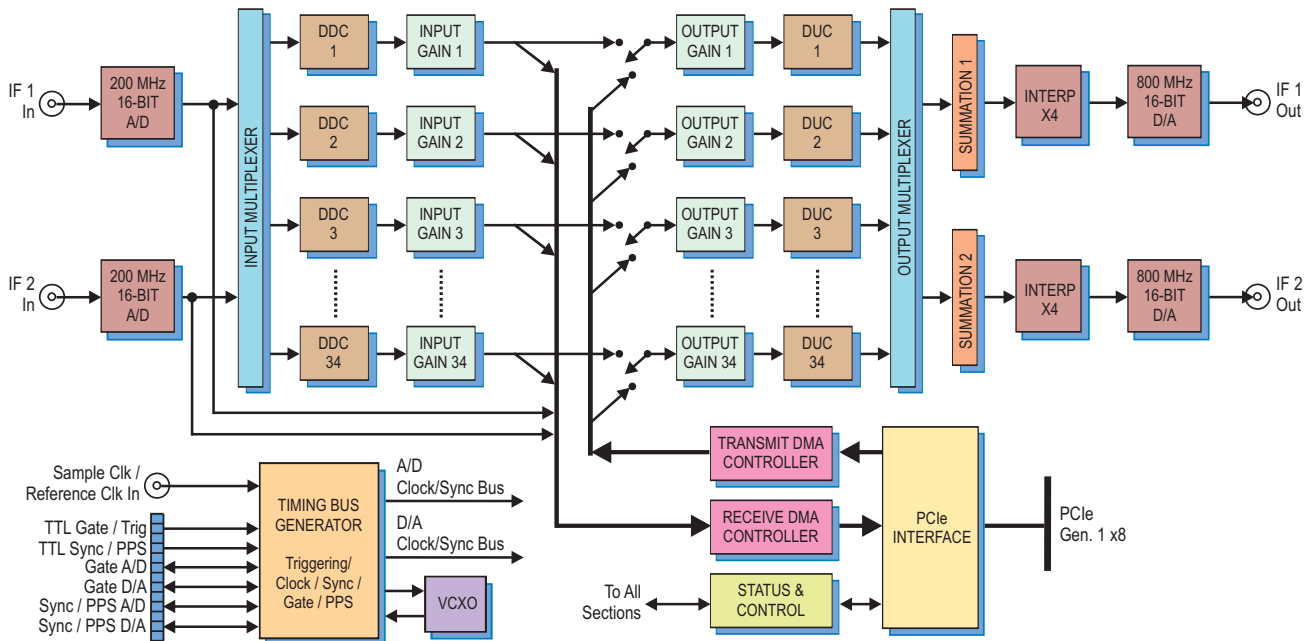 IF 1
In
200 MHz
16-BIT
A/D
IF 2
In
200 MHz
16-BIT
A/D
INPUT MULTIPLEXER
DDC
1
INPUT
GAIN 1
DDC
2
INPUT
GAIN 2
DDC
3
INPUT
GAIN 3
DDC
34
INPUT
GAIN 34
OUTPUT
GAIN 1
DUC
1
OUTPUT
GAIN 2
DUC
2
OUTPUT
GAIN 3
DUC
3
OUTPUT
GAIN 34
DUC
34
OUTPUT MULTIPLEXER
SUMMATION 1
INTERP
X4
800 MHz
16-BIT
D/A
IF 1
Out
SUMMATION 2
INTERP
X4
800 MHz
16-BIT
D/A
IF 2
Out
Sample Clk /
Reference Clk In
TTL Gate / Trig
TTL Sync / PPS
Gate A/D
Gate D/A
Sync / PPS A/D
Sync / PPS D/A
TIMING BUS
GENERATOR
Triggering/
Clock / Sync /
Gate / PPS
A/D
Clock/Sync Bus
D/A
Clock/Sync Bus
VCXO
TRANSMIT DMA
CONTROLLER
RECEIVE DMA
CONTROLLER
To All
Sections
STATUS &
CONTROL
PCIe
INTERFACE
PCIe
Gen. 1 x8